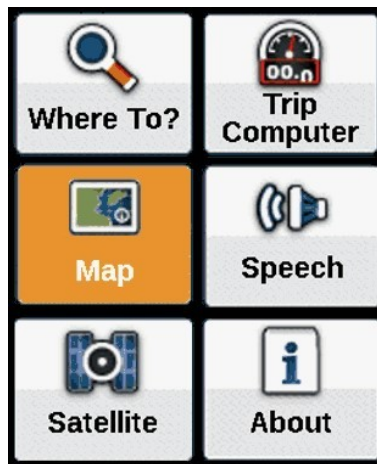 Where To?
00.0
Trip
Computer
Map
Speech
Satellite
i
About